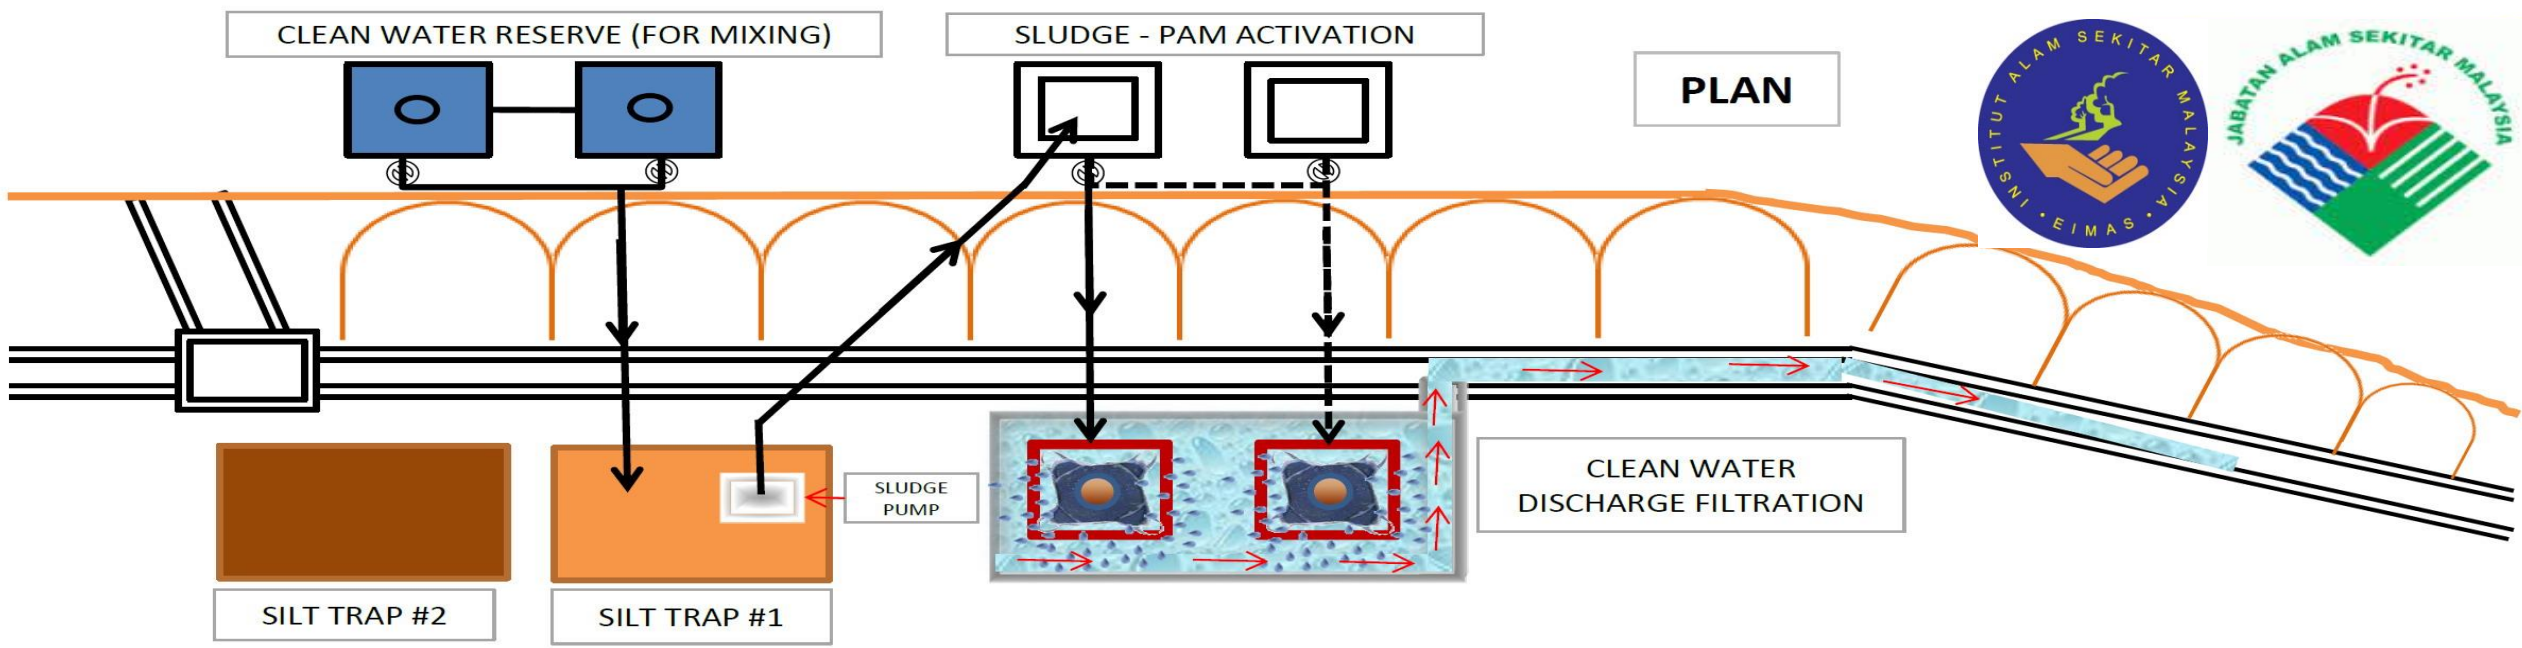 CLEAN WATER RESERVE (FOR MIXING)
SLUDGE - PAM ACTIVATION
PLAN
INSTITUT ALAM SEKITAR MALAYSIA
• EIMAS •
JABATAN ALAM SEKITAR MALAYSIA
SLUDGE
PUMP
CLEAN WATER
DISCHARGE FILTRATION
SILT TRAP #2
SILT TRAP #1